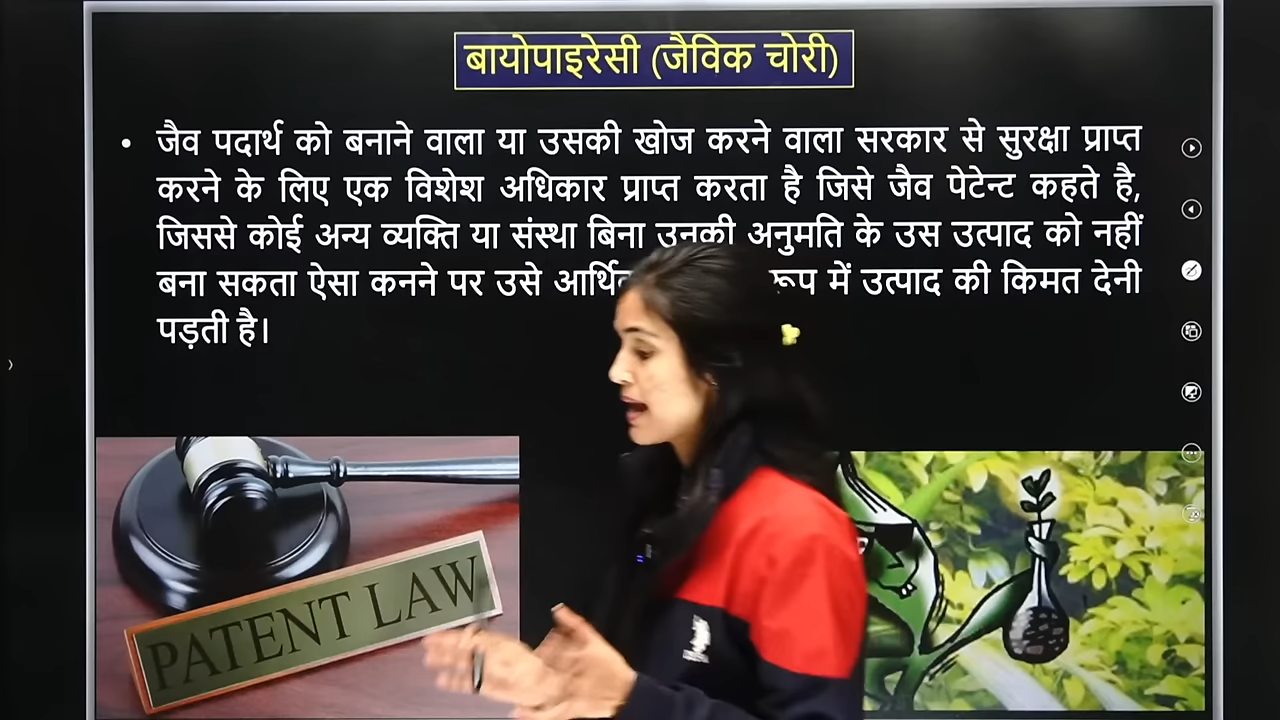 बायोपाइरेसी (जैविक चोरी)
• जैव पदार्थ को बनाने वाला या उसकी खोज करने वाला सरकार से सुरक्षा प्राप्त
करने के लिए एक विशेश अधिकार प्राप्त करता है जिसे जैव पेटेन्ट कहते है,
जिससे कोई अन्य व्यक्ति या संस्था बिना उनकी अनुमति के उस उत्पाद को नहीं
बना सकता ऐसा कनने पर उसे रूप में उत्पाद की किमत देनी
पड़ती है।
PATENT LAW